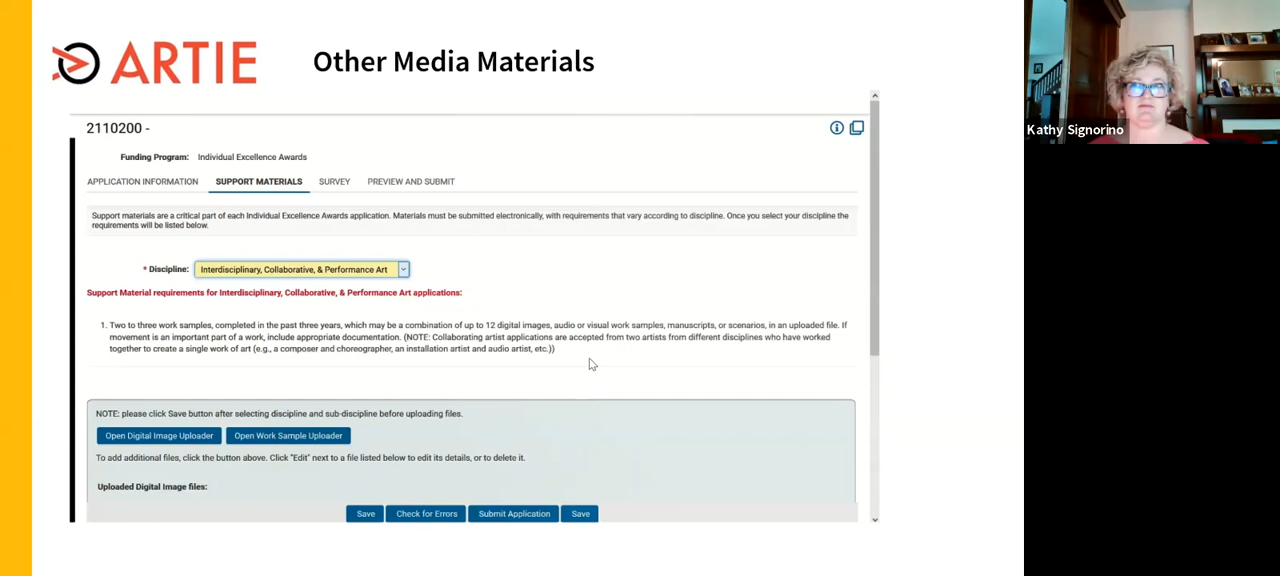 ARTIE
Other Media Materials
Kathy Signorino
2110200 -
Funding Program: Individual Excellence Awards
APPLICATION INFORMATION SUPPORT MATERIALS SURVEY PREVIEW AND SUBMIT
Support materials are a critical part of each Individual Excellence Awards application. Materials must be submitted electronically, with requirements that vary according to discipline. Once you select your discipline the
requirements will be listed below.
* Discipline: Interdisciplinary, Collaborative, & Performance Art
Support Material requirements for Interdisciplinary, Collaborative, & Performance Art applications:
1. Two to three work samples, completed in the past three years, which may be a combination of up to 12 digital images, audio or visual work samples, manuscripts, or scenarios, in an uploaded file. If
movement is an important part of a work, include appropriate documentation. (NOTE: Collaborating artist applications are accepted from two artists from different disciplines who have worked
together to create a single work of art (e.g., a composer and choreographer, an installation artist and audio artist, etc.))
NOTE: please click Save button after selecting discipline and sub-discipline before uploading files.
Open Digital Image Uploader Open Work Sample Uploader
To add additional files, click the button above. Click "Edit" next to a file listed below to edit its details, or to delete it.
Uploaded Digital Image files:
Save Check for Errors Submit Application Save